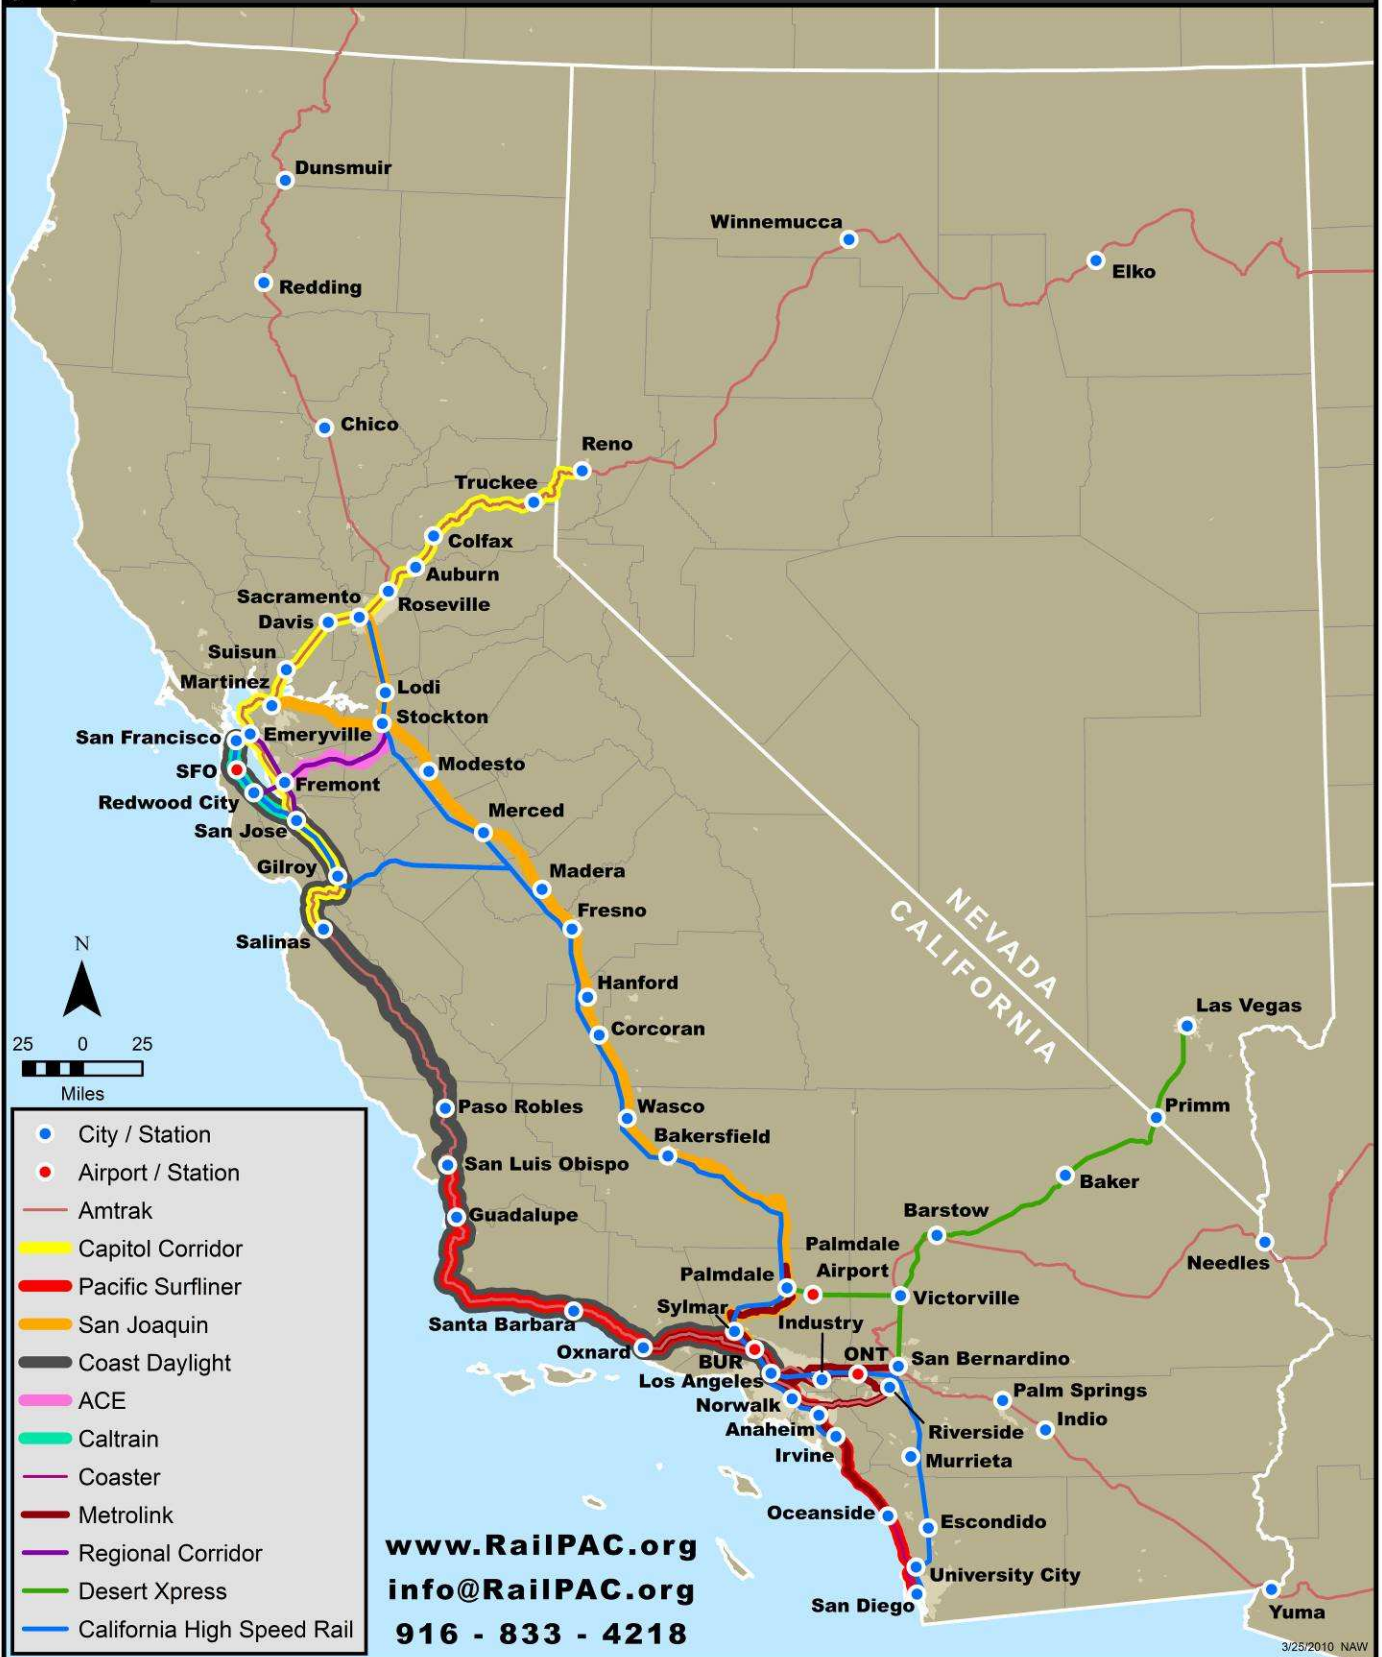 Dunsmuir
Winnemucca
Elko
Redding
Chico
Reno
Truckee
Colfax
Auburn
Sacramento
Roseville
Davis
Suisun
Martinez
Lodi
Stockton
San Francisco
Emeryville
SFO
Modesto
Fremont
Redwood City
Merced
San Jose
Gilroy
Madera
Fresno
Salinas
NEVADA
CALIFORNIA
Hanford
Corcoran
Las Vegas
Paso Robles
Wasco
Primm
Bakersfield
San Luis Obispo
Baker
Guadalupe
Barstow
Palmdale
Airport
Needles
Palmdale
Victorville
Sylmar
Industry
Santa Barbara
Oxnard
BUR
ONT
San Bernardino
Los Angeles
Palm Springs
Norwalk
Indio
Anaheim
Riverside
Irvine
Murrieta
Oceanside
Escondido
University City
San Diego
Yuma
N
25 0 25
Miles
City / Station
Airport / Station
Amtrak
Capitol Corridor
Pacific Surfliner
San Joaquin
Coast Daylight
ACE
Caltrain
Coaster
Metrolink
Regional Corridor
Desert Xpress
California High Speed Rail
www.RailPAC.org
info@RailPAC.org
916 - 833 - 4218
3/25/2010 NAW